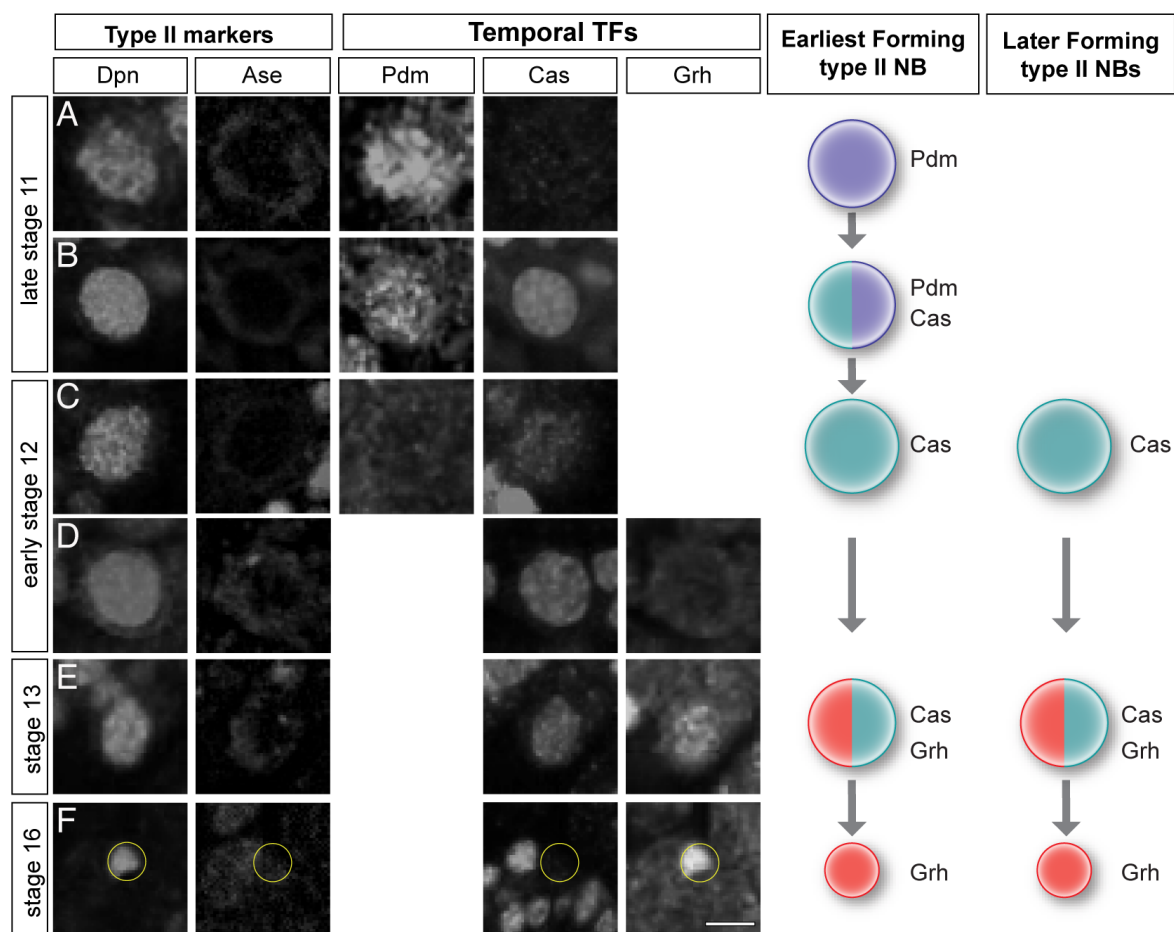 Type II markers
Temporal TFs
Earliest Forming
type II NB
Later Forming
type II NBs
Dpn
Ase
Pdm
Cas
Grh
late stage 11
A
Pdm
B
Pdm
Cas
early stage 12
C
Cas
Cas
D
stage 13
E
Cas
Grh
Cas
Grh
stage 16
F
Grh
Grh